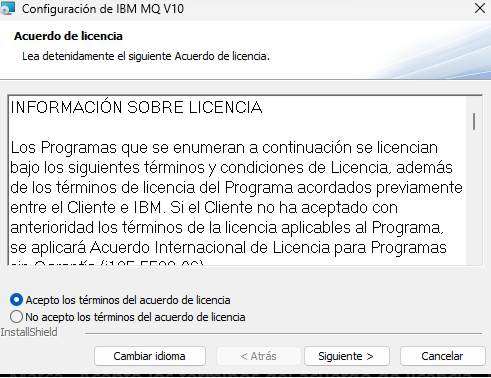 Configuración de IBM MQ V10
Acuerdo de licencia
Lea detenidamente el siguiente Acuerdo de licencia.
INFORMACIÓN SOBRE LICENCIA
Los Programas que se enumeran a continuación se licencian
bajo los siguientes términos y condiciones de Licencia, además
de los términos de licencia del Programa acordados previamente
entre el Cliente e IBM. Si el Cliente no ha aceptado con
anterioridad los términos de la licencia aplicables al Programa,
se aplicará Acuerdo Internacional de Licencia para Programas
sin Garantía
Acepto los términos del acuerdo de licencia
No acepto los términos del acuerdo de licencia
InstallShield
Cambiar idioma
< Atrás
Siguiente >
Cancelar